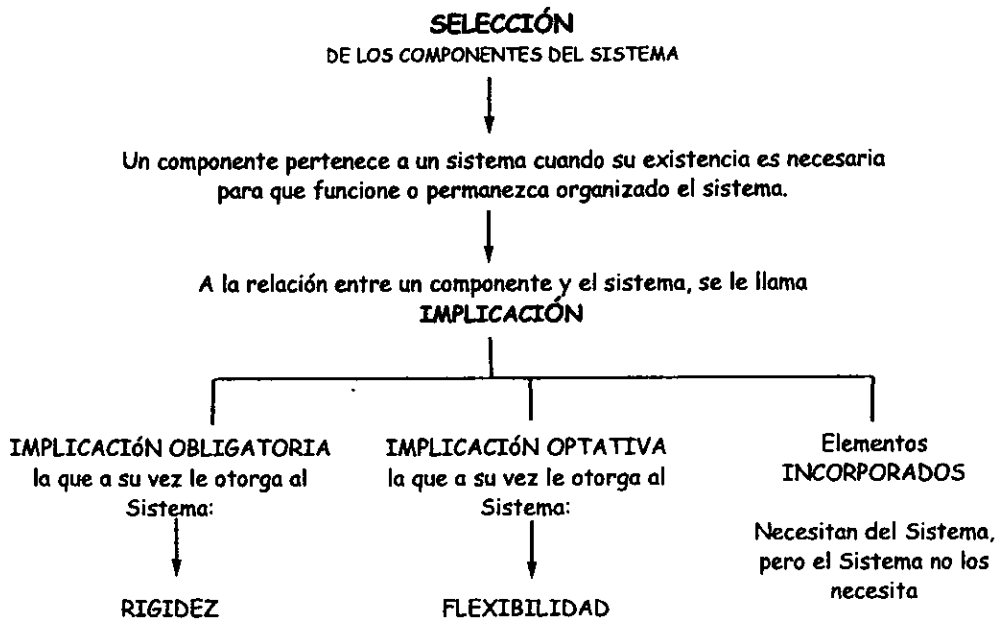 SELECCIÓN
DE LOS COMPONENTES DEL SISTEMA
Un componente pertenece a un sistema cuando su existencia es necesaria
para que funcione o permanezca organizado el sistema.
A la relación entre un componente y el sistema, se le llama
IMPLICACIÓN
IMPLICACIÓN OBLIGATORIA
la que a su vez le otorga al
Sistema:
RIGIDEZ
IMPLICACIÓN OPTATIVA
la que a su vez le otorga al
Sistema:
FLEXIBILIDAD
Elementos
INCORPORADOS
Necesitan del Sistema,
pero el Sistema no los
necesita